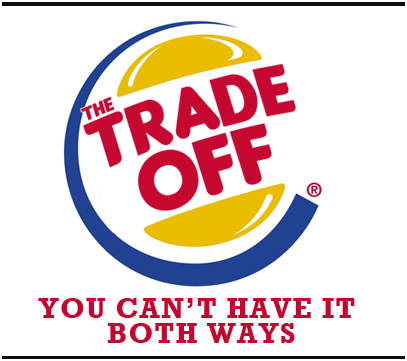 THE
TRADE
OFF
®
YOU CAN'T HAVE IT
BOTH WAYS